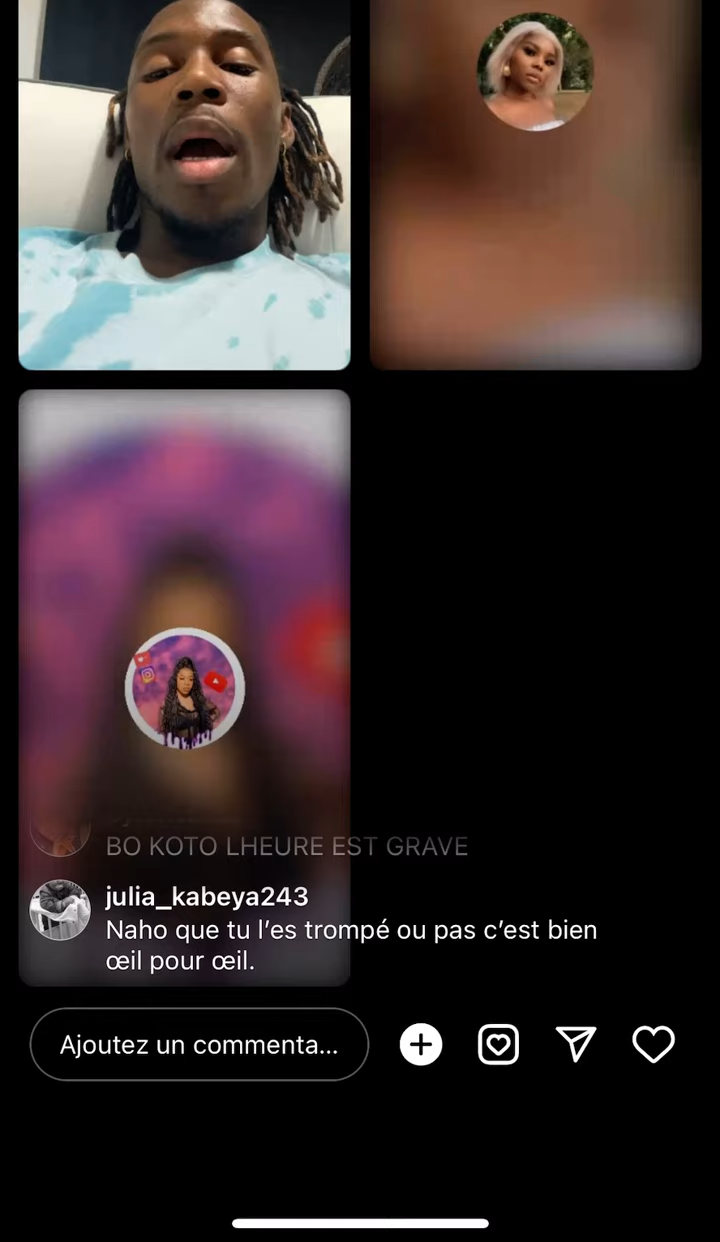 BO KOTO LHEURE EST GRAVE
julia_kabeya243
Naho que tu l’es trompé ou pas c’est bien
œil pour œil.
Ajoutez un commenta...